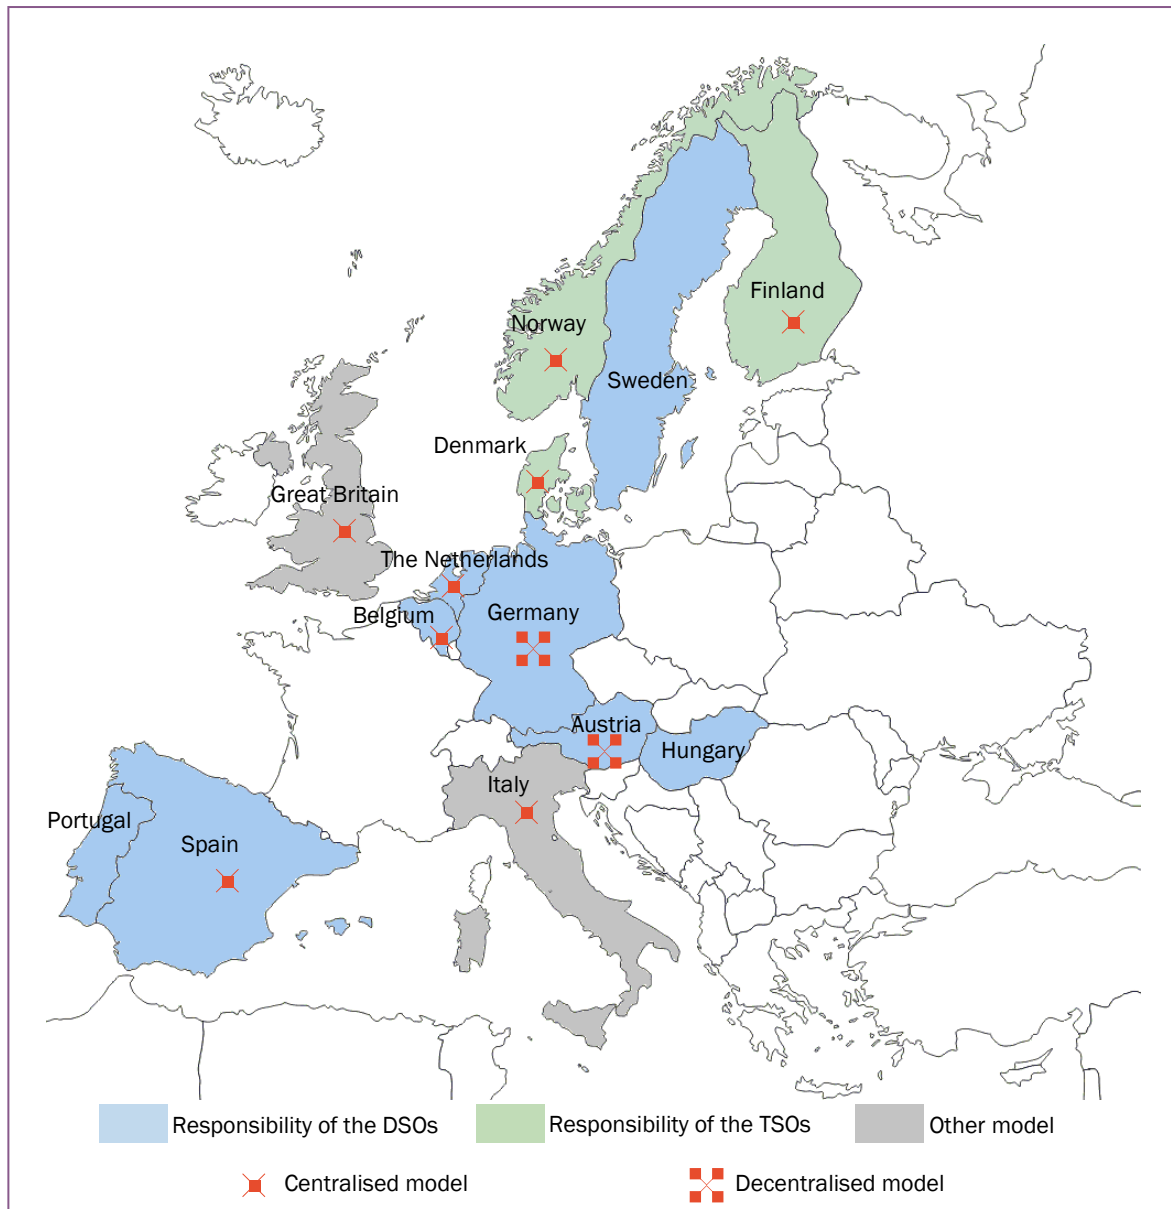 Finland
Norway
Sweden
Denmark
Great Britain
The Netherlands
Belgium
Germany
Austria
Hungary
Italy
Portugal
Spain
Responsibility of the DSOs
Responsibility of the TSOs
Other model
Centralised model
Decentralised model